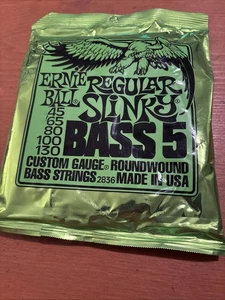 ERNIE BALL
REGULAR SLINKY
45
65
80
100
130
BASS 5
CUSTOM GAUGE® ROUNDWOUND
BASS STRINGS 2836 MADE IN USA